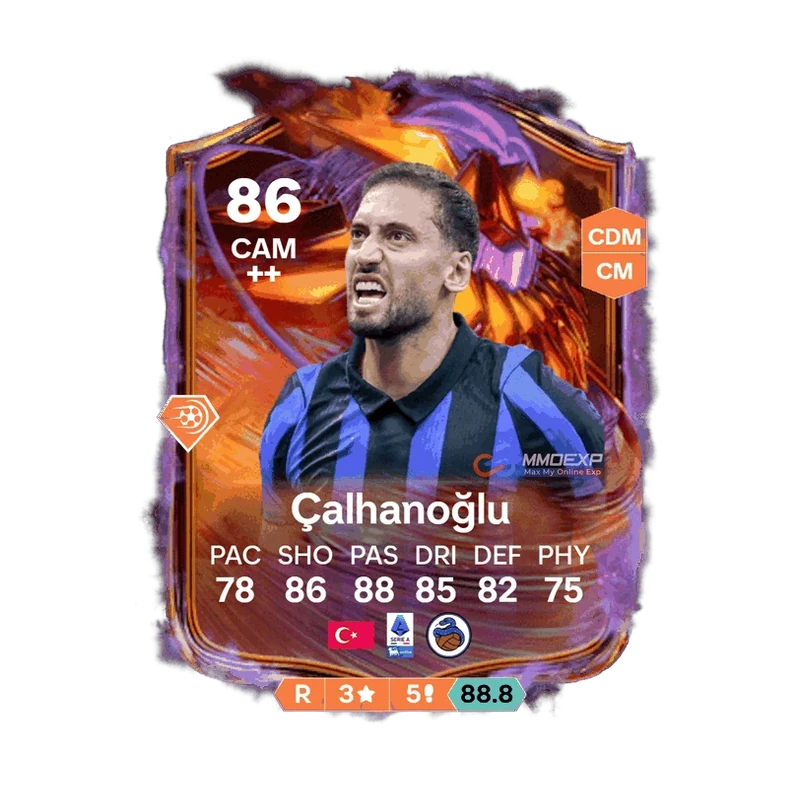 86
CAM
++
CDM
CM
MMOEXP
Max My Online Exp
Çalhanoğlu
PAC SHO PAS DRI DEF PHY
78 86 88 85 82 75
SERIE A
R 3★ 5 88.8